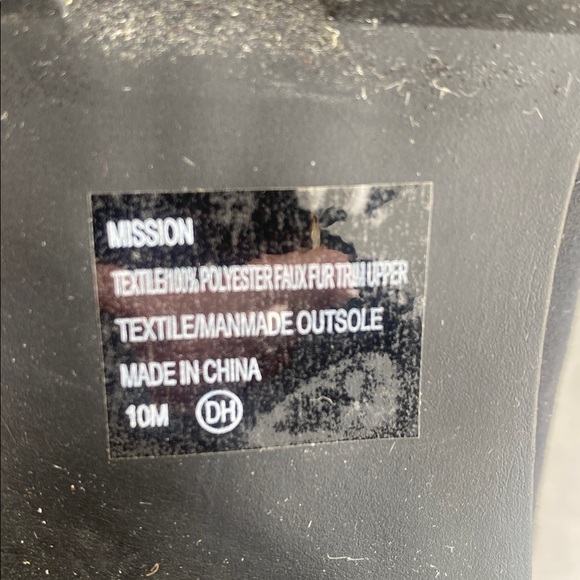 MISSION
TEXTILE/100% POLYESTER FAUX FUR TRIM UPPER
TEXTILE/MANMADE OUTSOLE
MADE IN CHINA
10M DH